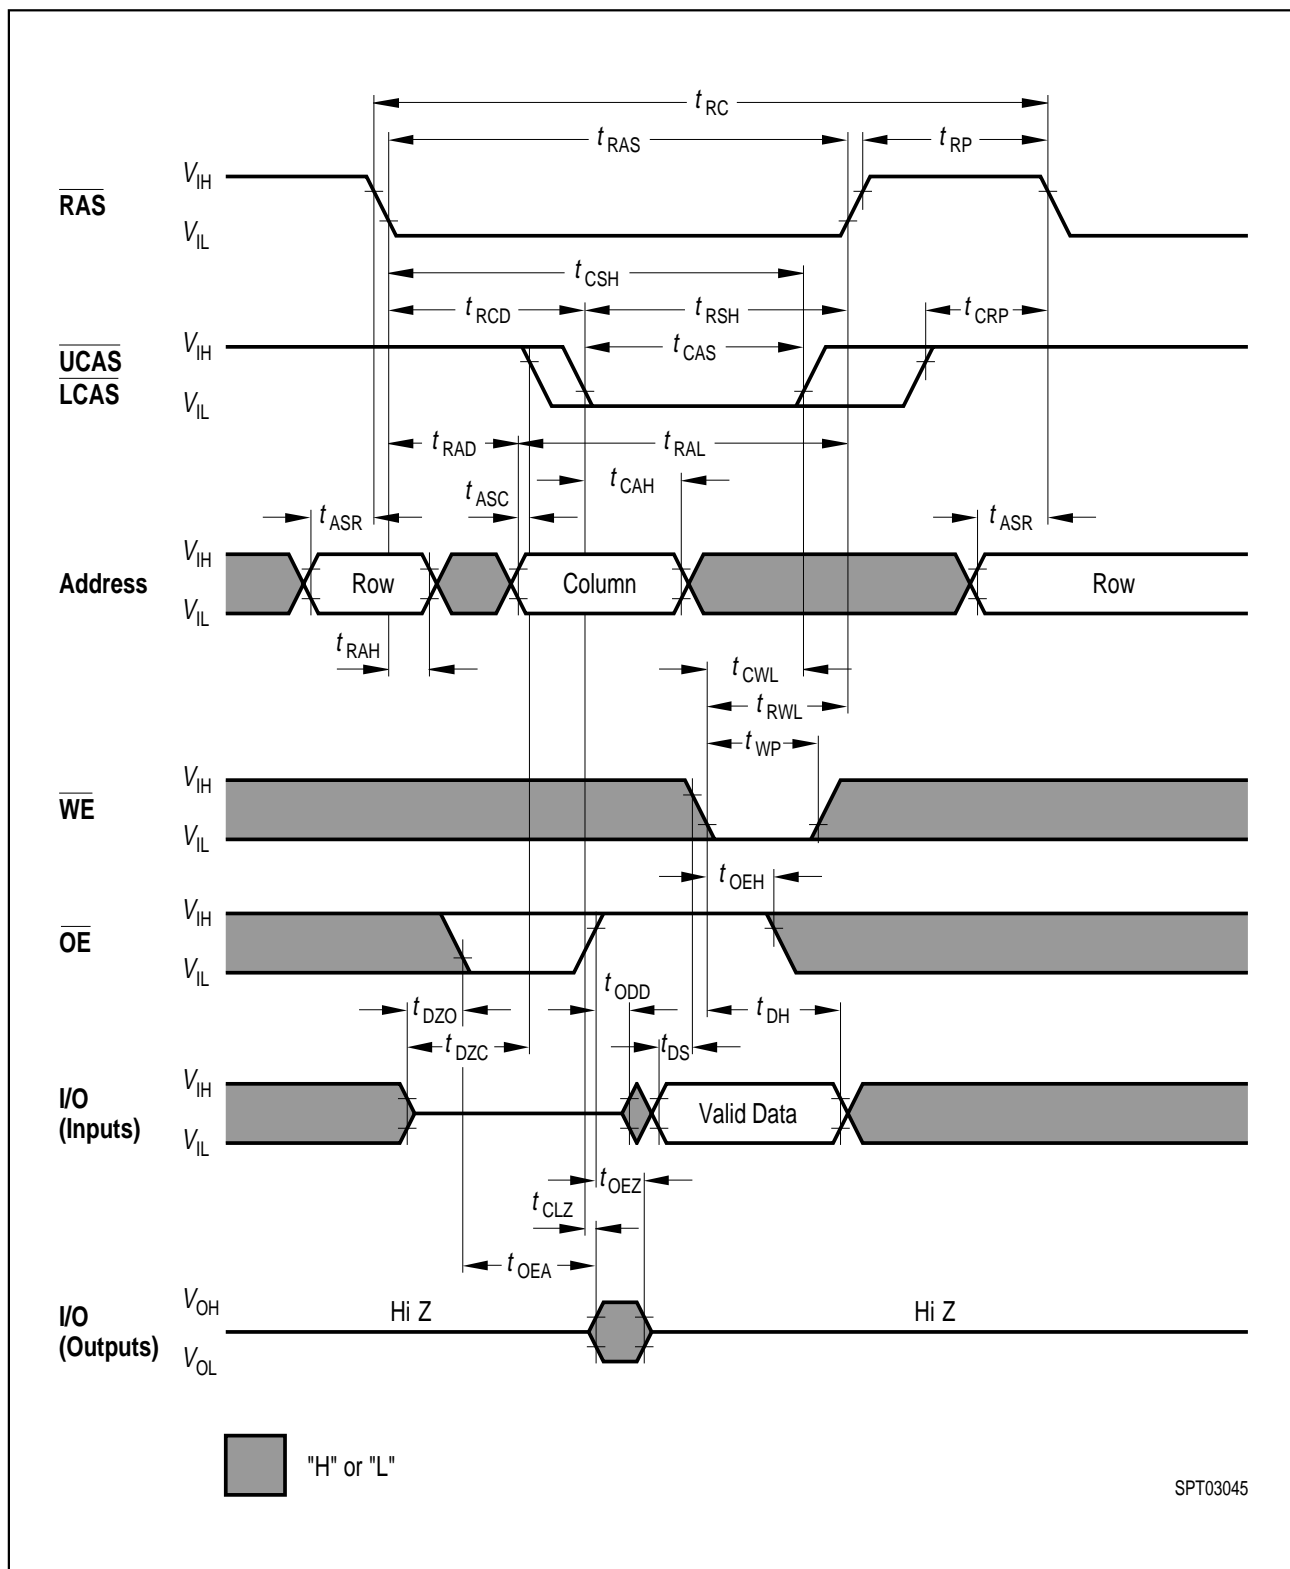 tRC
tRAS
tRP
RAS
VIH
VIL
tCSH
tRCD
tRSH
tCRP
UCAS
LCAS
VIH
VIL
tCAS
tRAD
tRAL
tASC
tCAH
tASR
tASR
Address
VIH
VIL
Row
Column
Row
tRAH
tCWL
tRWL
tWP
WE
VIH
VIL
tOEH
OE
VIH
VIL
tODD
tDZO
tDH
tDZC
tDS
I/O
(Inputs)
VIH
VIL
Valid Data
tOEZ
tCLZ
tOEA
I/O
(Outputs)
VOH
VOL
Hi Z
Hi Z
"H" or "L"
SPT03045